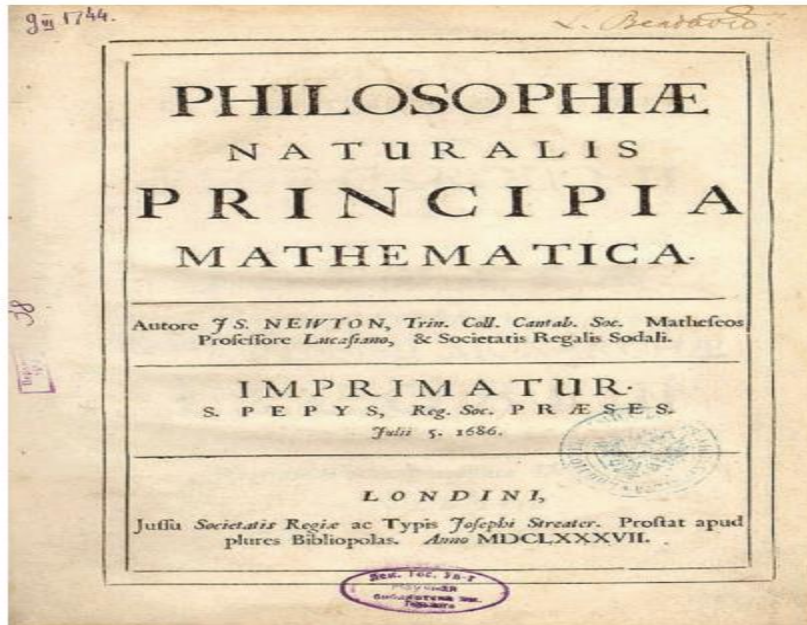 1744.
PHILOSOPHIÆ
NATURALIS
PRINCIPIA
MATHEMATICA.
Autore JS. NEWTON, Trin. Coll. Cantab. Soc. Matheſeos
Profeſſore Lucaſiano, & Societatis Regalis Sodali.
IMPRIMATUR.
S. PEPYS, Reg. Soc. PRÆSES.
Julii 5. 1686.
LONDINI,
Juſſu Societatis Regiæ ac Typis Joſephi Streater. Proſtat apud
plures Bibliopolas. Anno MDCLXXXVII.
38